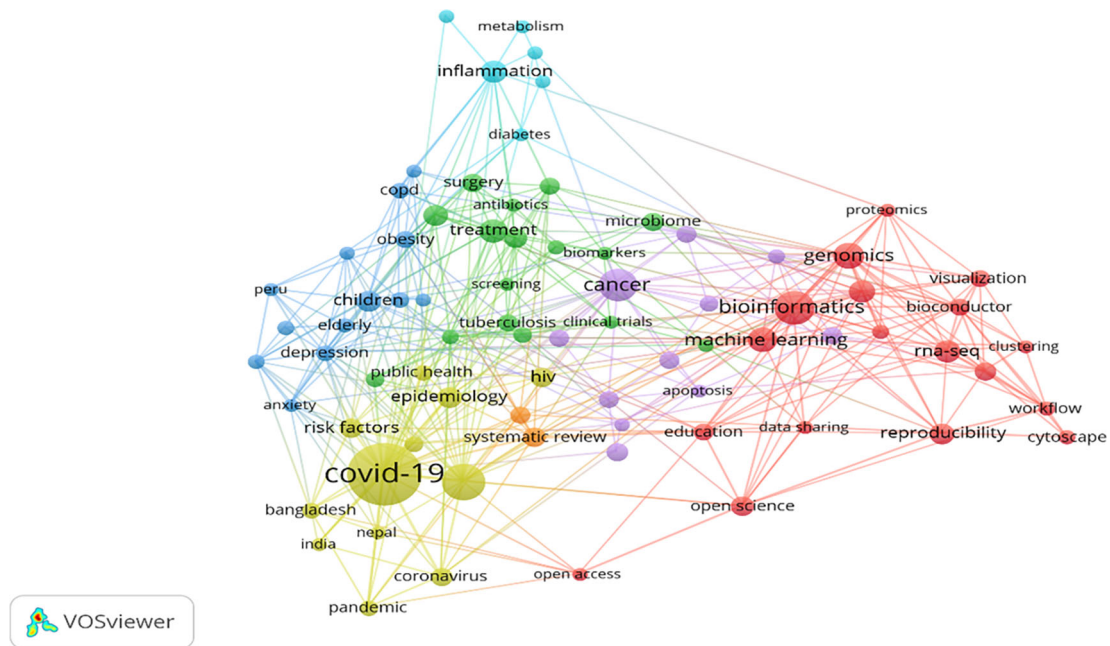 metabolism
inflammation
diabetes
copd
surgery
antibiotics
treatment
obesity
microbiome
biomarkers
proteomics
genomics
peru
children
screening
cancer
visualization
bioinformatics
bioconductor
elderly
tuberculosis
clinical trials
machine learning
rna-seq
clustering
depression
public health
hiv
apoptosis
anxiety
epidemiology
workflow
risk factors
systematic review
education
data sharing
reproducibility
cytoscape
covid-19
bangladesh
open science
nepal
india
coronavirus
open access
pandemic
VOSviewer